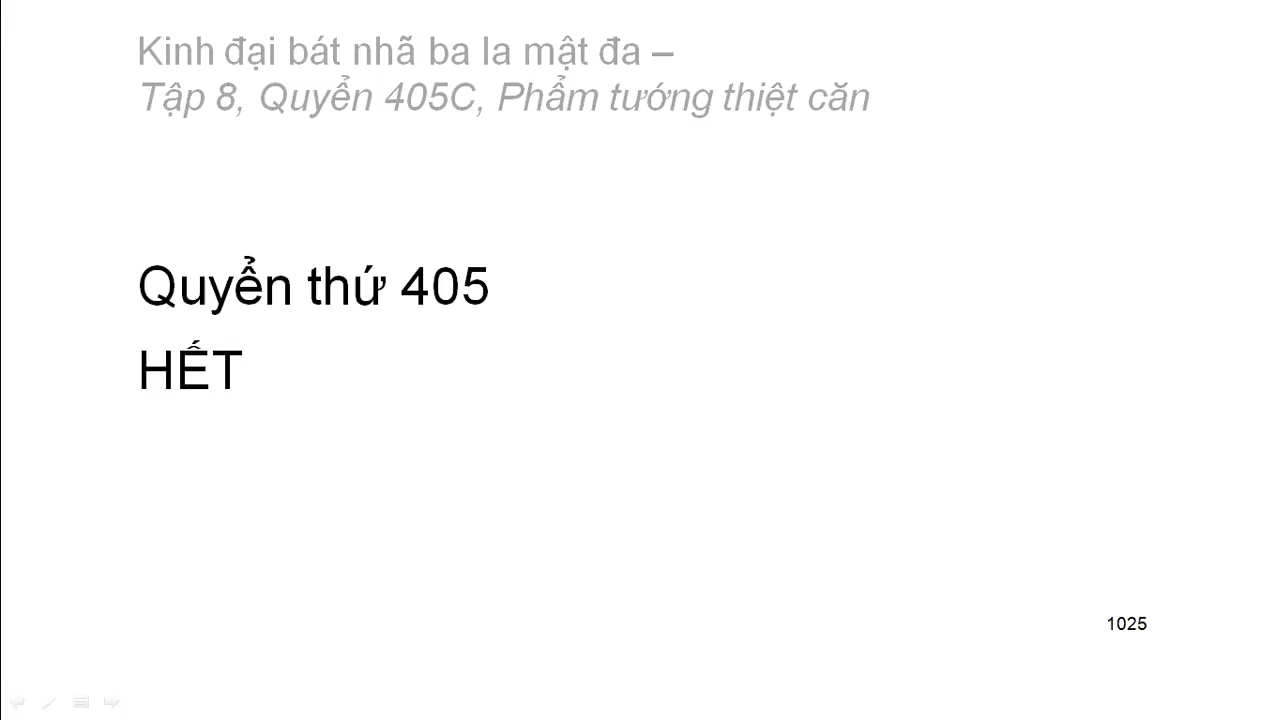 Kinh đại bát nhã ba la mật đa –
Tập 8, Quyển 405C, Phẩm tướng thiệt căn
Quyển thứ 405
HẾT
1025